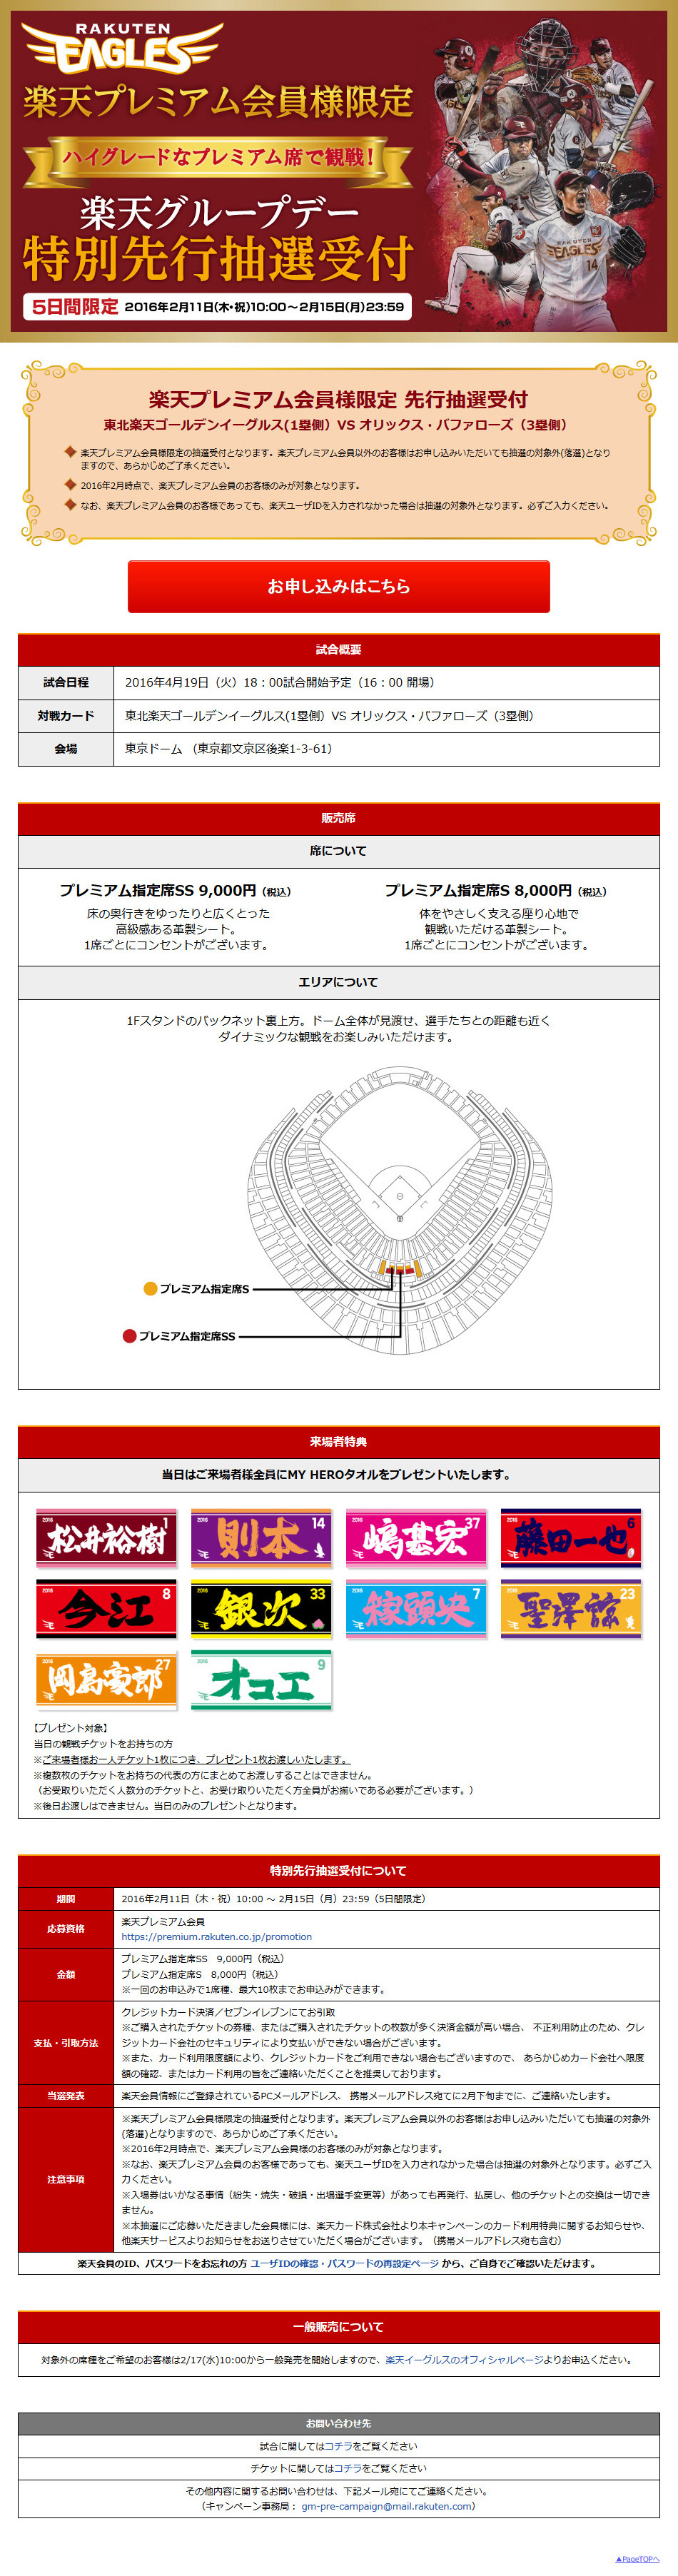 RAKUTEN
EAGLES
楽天プレミアム会員様限定
ハイグレードなプレミアム席で観戦！
楽天グループデー
特別先行抽選受付
5日間限定 2016年2月11日(木・祝)10:00～2月15日(月)23:59
RAKUTEN
EAGLES
14
楽天プレミアム会員様限定 先行抽選受付
東北楽天ゴールデンイーグルス(1塁側）VS オリックス・バファローズ（3塁側）
楽天プレミアム会員様限定の抽選受付となります。楽天プレミアム会員以外のお客様はお申し込みいただいても抽選の対象外(落選)となり
ますので、あらかじめご了承ください。
2016年2月時点で、楽天プレミアム会員のお客様のみが対象となります。
なお、楽天プレミアム会員のお客様であっても、楽天ユーザIDを入力されなかった場合は抽選の対象外となります。必ずご入力ください。
お申し込みはこちら
試合概要
試合日程 2016年4月19日（火）18：00試合開始予定（16：00 開場）
対戦カード 東北楽天ゴールデンイーグルス(1塁側）VS オリックス・バファローズ（3塁側）
会場 東京ドーム （東京都文京区後楽1-3-61）
販売席
席について
プレミアム指定席SS 9,000円（税込）
床の奥行きをゆったりと広くとった
高級感ある革製シート。
1席ごとにコンセントがございます。
プレミアム指定席S 8,000円（税込）
体をやさしく支える座り心地で
観戦いただける革製シート。
1席ごとにコンセントがございます。
エリアについて
1Fスタンドのバックネット裏上方。ドーム全体が見渡せ、選手たちとの距離も近く
ダイナミックな観戦をお楽しみいただけます。
プレミアム指定席S
プレミアム指定席SS
来場者特典
当日はご来場者様全員にMY HEROタオルをプレゼントいたします。
2016 松井裕樹 1
2016 則本 14
2016 嶋基宏 37
2016 藤田一也 6
2016 今江 8
2016 銀次 33
2016 稼頭央 7
2016 聖澤諒 23
2016 岡島豪郎 27
2016 オコエ 9
【プレゼント対象】
当日の観戦チケットをお持ちの方
※ご来場者様お一人チケット1枚につき、プレゼント1枚お渡しいたします。
※複数枚のチケットをお持ちの代表の方にまとめてお渡しすることはできません。
（お受取りいただく人数分のチケットと、お受け取りいただく方全員がお揃いである必要がございます。）
※後日お渡しはできません。当日のみのプレゼントとなります。
特別先行抽選受付について
期間 2016年2月11日（木・祝）10:00 ～ 2月15日（月）23:59（5日間限定）
応募資格 楽天プレミアム会員
https://premium.rakuten.co.jp/promotion
金額 プレミアム指定席SS　9,000円（税込）
プレミアム指定席S　8,000円（税込）
※一回のお申込みで1席種、最大10枚までお申込みができます。
支払・引取方法 クレジットカード決済／セブンイレブンにてお引取
※ご購入されたチケットの券種、またはご購入されたチケットの枚数が多く決済金額が高い場合、 不正利用防止のため、クレ
ジットカード会社のセキュリティにより支払いができない場合がございます。
※また、カード利用限度額により、クレジットカードをご利用できない場合もございますので、 あらかじめカード会社へ限度
額の確認、またはカード利用の旨をご連絡いただくことを推奨しております。
当選発表 楽天会員情報にご登録されているPCメールアドレス、 携帯メールアドレス宛てに2月下旬までに、ご連絡いたします。
注意事項 ※楽天プレミアム会員様限定の抽選受付となります。楽天プレミアム会員以外のお客様はお申し込みいただいても抽選の対象外
(落選)となりますので、あらかじめご了承ください。
※2016年2月時点で、楽天プレミアム会員様のお客様のみが対象となります。
※なお、楽天プレミアム会員のお客様であっても、楽天ユーザIDを入力されなかった場合は抽選の対象外となります。必ずご入
力ください。
※入場券はいかなる事情（紛失・焼失・破損・出場選手変更等）があっても再発行、払戻し、他のチケットとの交換は一切でき
ません。
※本抽選にご応募いただきました会員様には、楽天カード株式会社より本キャンペーンのカード利用特典に関するお知らせや、
他楽天サービスよりお知らせをお送りさせていただく場合がございます。（携帯メールアドレス宛も含む）
楽天会員のID、パスワードをお忘れの方 ユーザIDの確認・パスワードの再設定ページ から、ご自身でご確認いただけます。
一般販売について
対象外の席種をご希望のお客様は2/17(水)10:00から一般発売を開始しますので、楽天イーグルスのオフィシャルページよりお申込ください。
お問い合わせ先
試合に関してはコチラをご覧ください
チケットに関してはコチラをご覧ください
その他内容に関するお問い合わせは、下記メール宛にてご連絡ください。
（キャンペーン事務局： gm-pre-campaign@mail.rakuten.com）
▲PageTOPへ